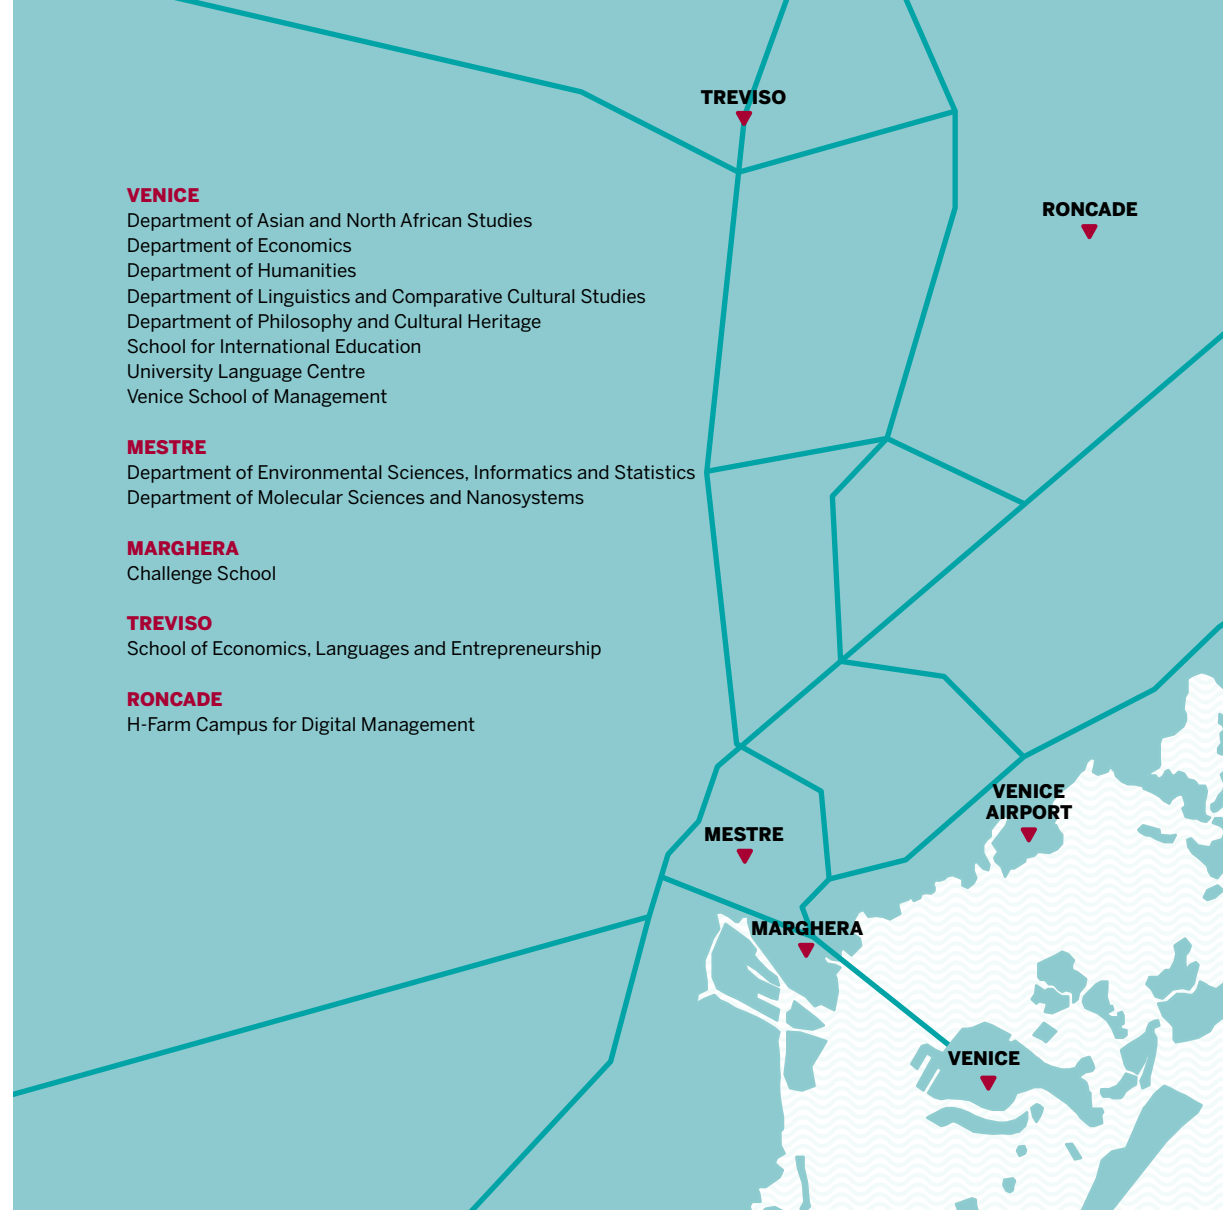 TREVISO
RONCADE
VENICE
Department of Asian and North African Studies
Department of Economics
Department of Humanities
Department of Linguistics and Comparative Cultural Studies
Department of Philosophy and Cultural Heritage
School for International Education
University Language Centre
Venice School of Management
MESTRE
Department of Environmental Sciences, Informatics and Statistics
Department of Molecular Sciences and Nanosystems
MARGHERA
Challenge School
TREVISO
School of Economics, Languages and Entrepreneurship
RONCADE
H-Farm Campus for Digital Management
VENICE
AIRPORT
MESTRE
MARGHERA
VENICE